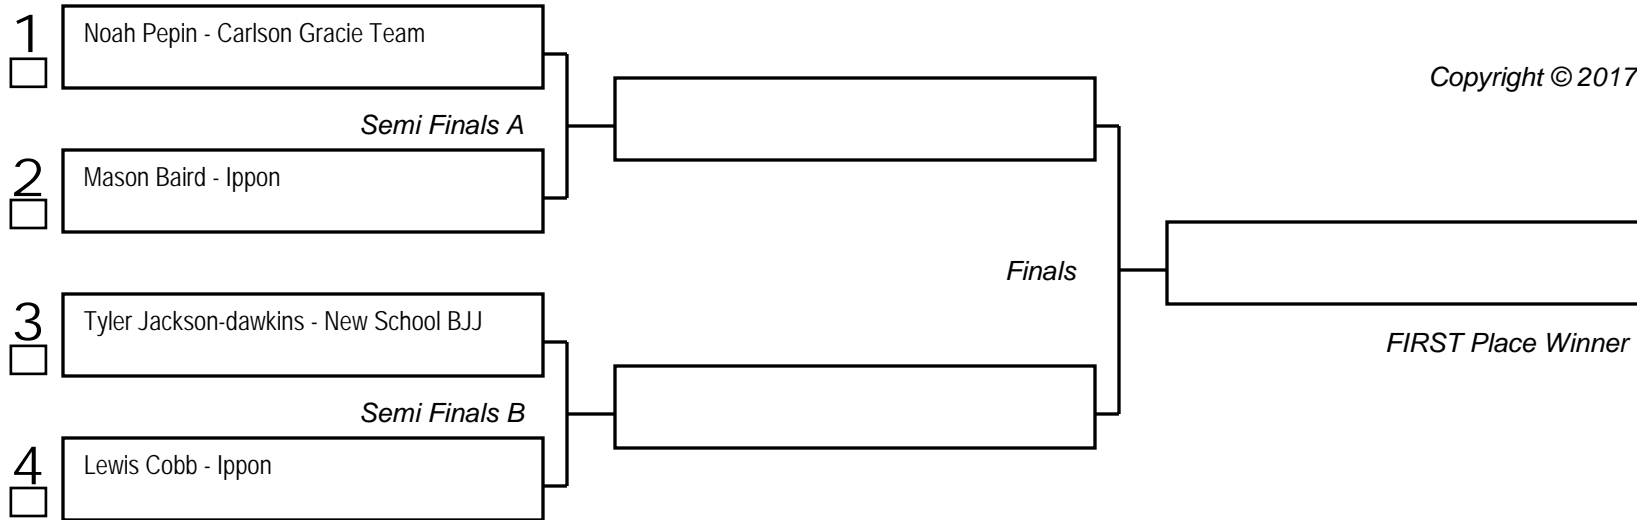 1
Noah Pepin - Carlson Gracie Team
Copyright © 2017
Semi Finals A
2
Mason Baird - Ippon
Finals
3
Tyler Jackson-dawkins - New School BJJ
FIRST Place Winner
Semi Finals B
4
Lewis Cobb - Ippon